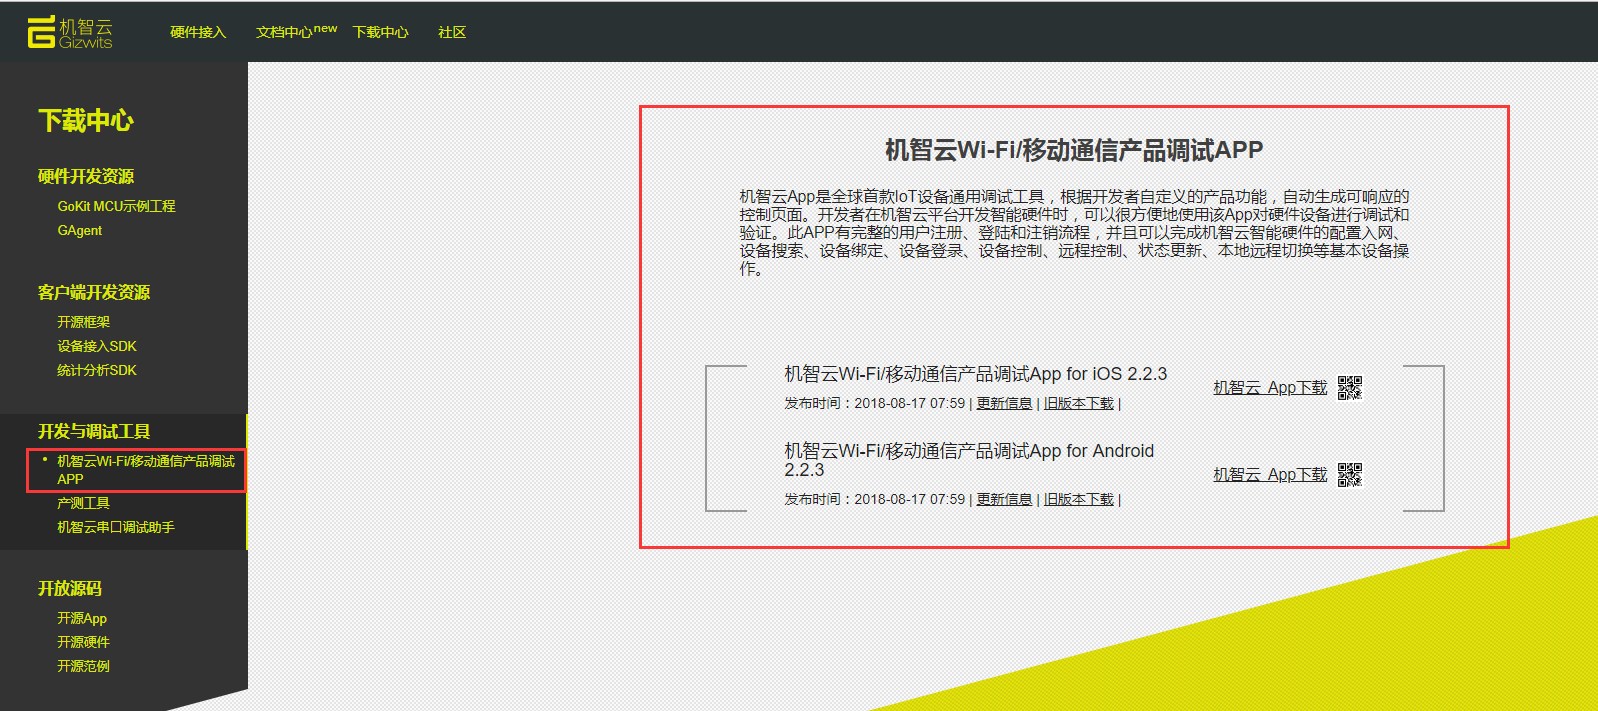 机智云
Gizwits
硬件接入 文档中心new 下载中心 社区
下载中心
硬件开发资源
GoKit MCU示例工程
GAgent
客户端开发资源
开源框架
设备接入SDK
统计分析SDK
开发与调试工具
• 机智云Wi-Fi/移动通信产品调试
APP
产测工具
机智云串口调试助手
开放源码
开源App
开源硬件
开源范例
机智云Wi-Fi/移动通信产品调试APP
机智云App是全球首款IoT设备通用调试工具，根据开发者自定义的产品功能，自动生成可响应的
控制页面。开发者在机智云平台开发智能硬件时，可以很方便地使用该App对硬件设备进行调试和
验证。此APP有完整的用户注册、登陆和注销流程，并且可以完成机智云智能硬件的配置入网、
设备搜索、设备绑定、设备登录、设备控制、远程控制、状态更新、本地远程切换等基本设备操
作。
机智云Wi-Fi/移动通信产品调试App for iOS 2.2.3
发布时间：2018-08-17 07:59 | 更新信息 | 旧版本下载 |
机智云 App下载
机智云Wi-Fi/移动通信产品调试App for Android
2.2.3
发布时间：2018-08-17 07:59 | 更新信息 | 旧版本下载 |
机智云 App下载